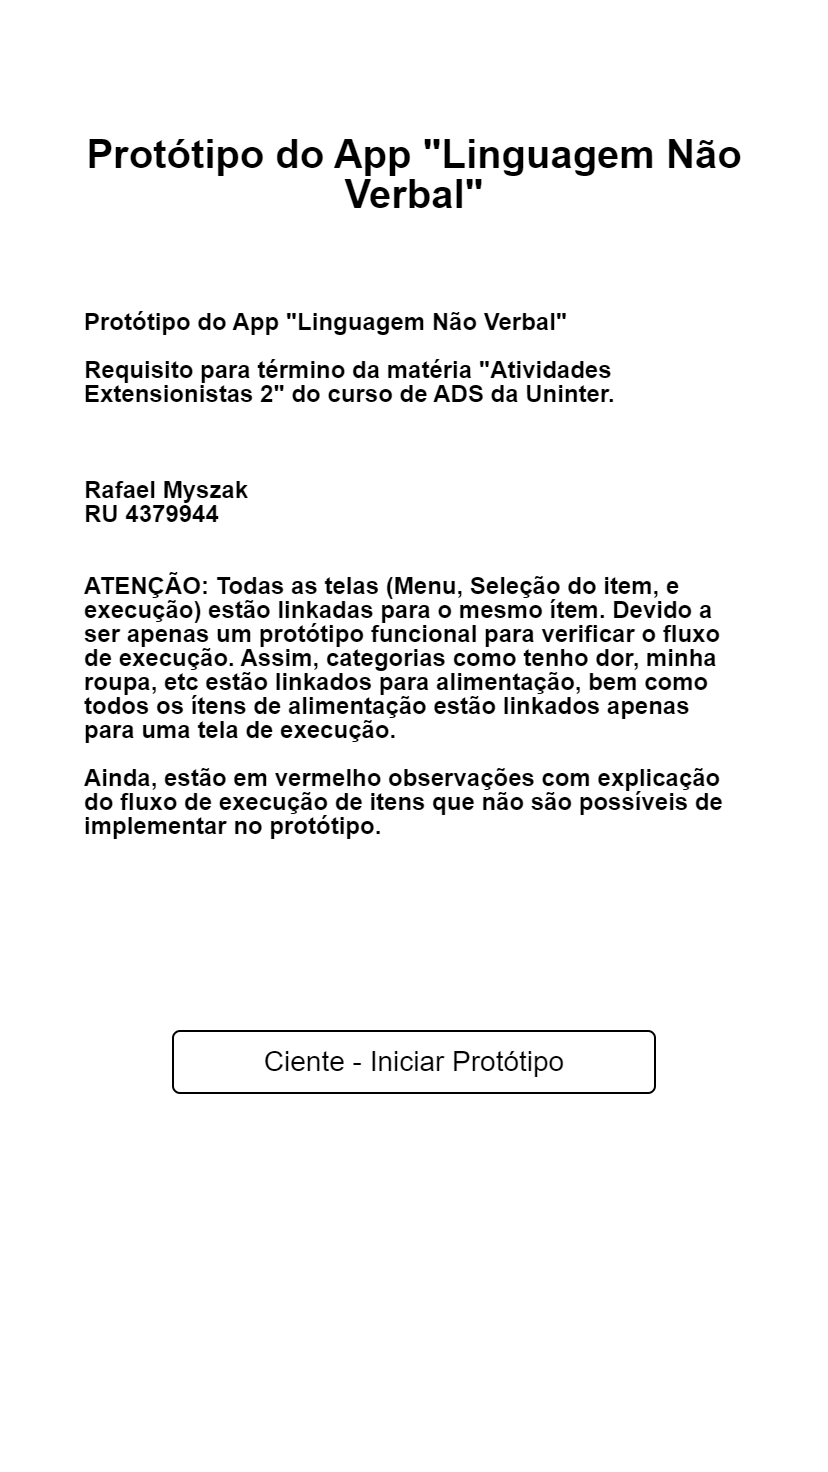 Protótipo do App "Linguagem Não
Verbal"
Protótipo do App "Linguagem Não Verbal"
Requisito para término da matéria "Atividades
Extensionistas 2" do curso de ADS da Uninter.
Rafael Myszak
RU 4379944
ATENÇÃO: Todas as telas (Menu, Seleção do item, e
execução) estão linkadas para o mesmo ítem. Devido a
ser apenas um protótipo funcional para verificar o fluxo
de execução. Assim, categorias como tenho dor, minha
roupa, etc estão linkados para alimentação, bem como
todos os ítens de alimentação estão linkados apenas
para uma tela de execução.
Ainda, estão em vermelho observações com explicação
do fluxo de execução de itens que não são possíveis de
implementar no protótipo.
Ciente - Iniciar Protótipo